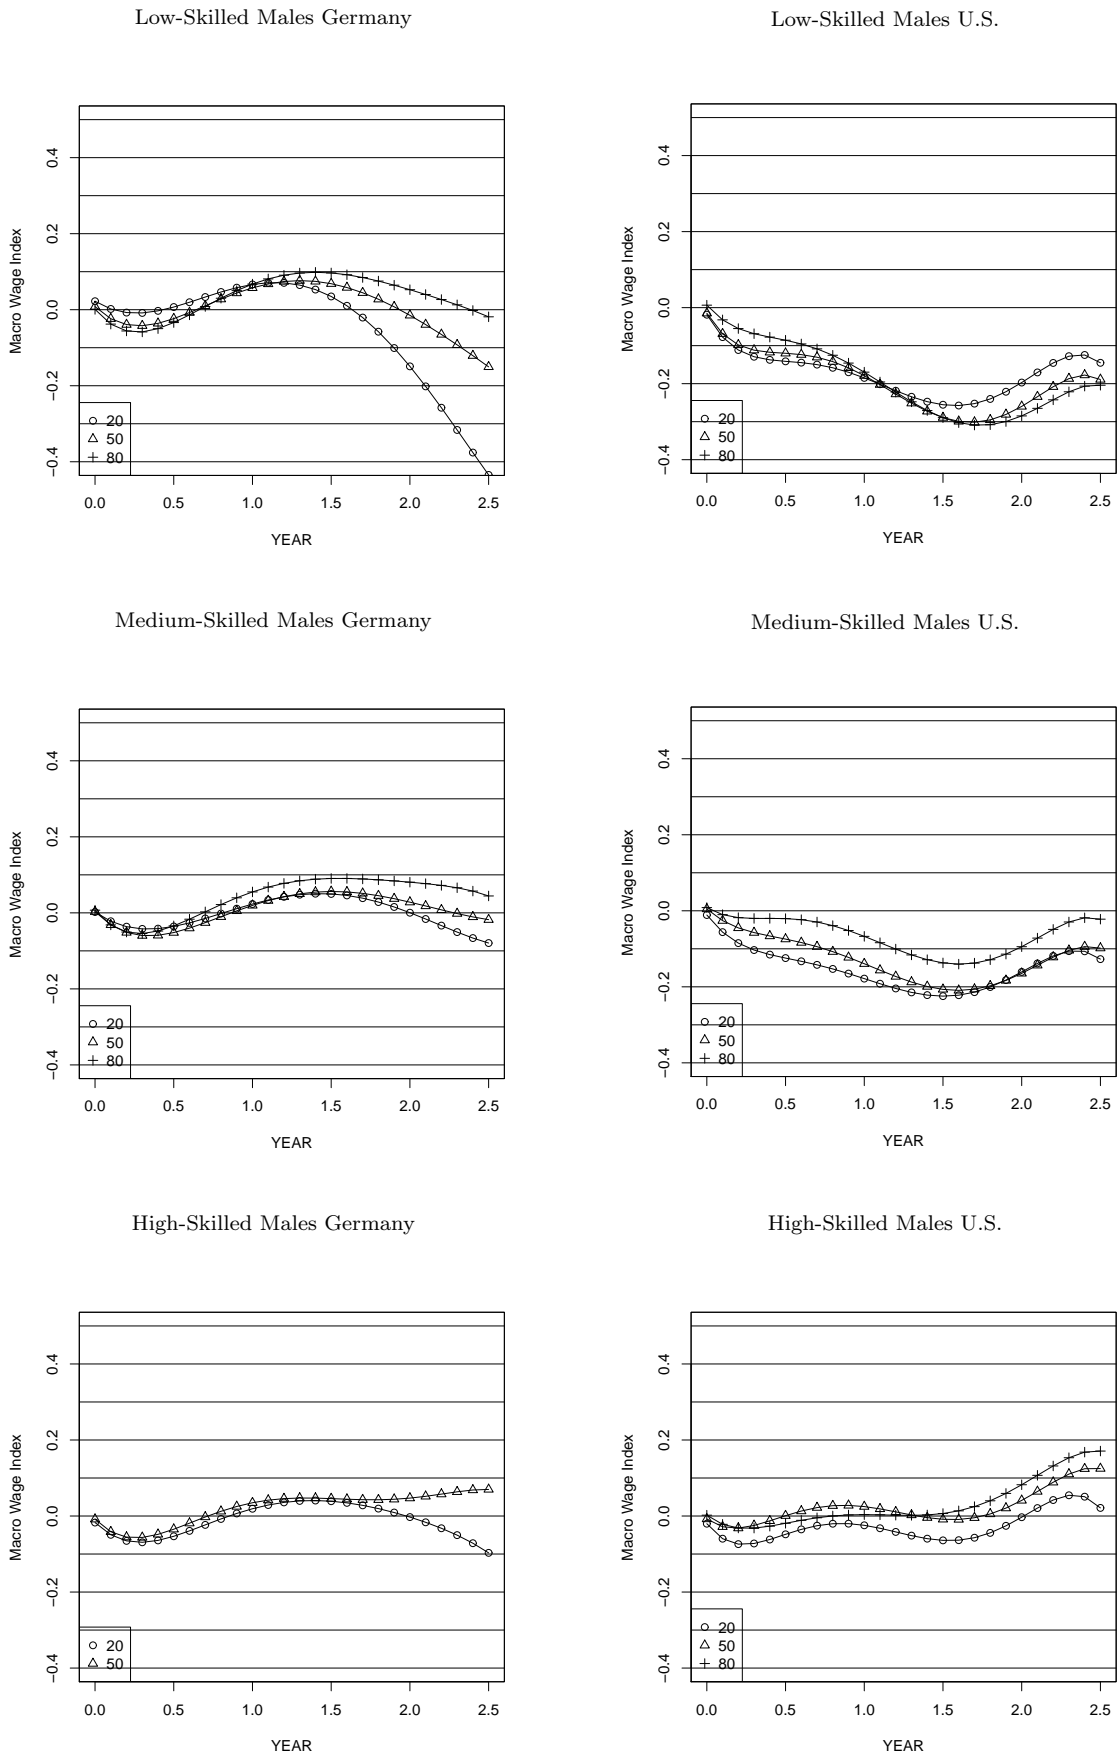 Low-Skilled Males Germany
Macro Wage Index
0.4
0.2
0.0
−0.2
−0.4
20
50
80
0.0 0.5 1.0 1.5 2.0 2.5
YEAR
Low-Skilled Males U.S.
Macro Wage Index
0.4
0.2
0.0
−0.2
−0.4
20
50
80
0.0 0.5 1.0 1.5 2.0 2.5
YEAR
Medium-Skilled Males Germany
Macro Wage Index
0.4
0.2
0.0
−0.2
−0.4
20
50
80
0.0 0.5 1.0 1.5 2.0 2.5
YEAR
Medium-Skilled Males U.S.
Macro Wage Index
0.4
0.2
0.0
−0.2
−0.4
20
50
80
0.0 0.5 1.0 1.5 2.0 2.5
YEAR
High-Skilled Males Germany
Macro Wage Index
0.4
0.2
0.0
−0.2
−0.4
20
50
0.0 0.5 1.0 1.5 2.0 2.5
YEAR
High-Skilled Males U.S.
Macro Wage Index
0.4
0.2
0.0
−0.2
−0.4
20
50
80
0.0 0.5 1.0 1.5 2.0 2.5
YEAR